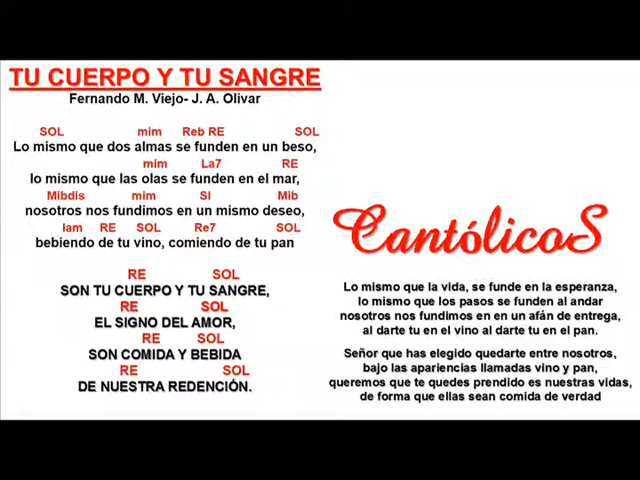 TU CUERPO Y TU SANGRE
Fernando M. Viejo- J. A. Olivar
SOL mim Reb RE SOL
Lo mismo que dos almas se funden en un beso,
mim La7 RE
lo mismo que las olas se funden en el mar,
Mibdis mim SI Mib
nosotros nos fundimos en un mismo deseo,
lam RE SOL Re7 SOL
bebiendo de tu vino, comiendo de tu pan
RE SOL
SON TU CUERPO Y TU SANGRE,
RE SOL
EL SIGNO DEL AMOR,
RE SOL
SON COMIDA Y BEBIDA
RE SOL
DE NUESTRA REDENCIÓN.
CantólicoS
Lo mismo que la vida, se funde en la esperanza,
lo mismo que los pasos se funden al andar
nosotros nos fundimos en en un afán de entrega,
al darte tu en el vino al darte tu en el pan.
Señor que has elegido quedarte entre nosotros,
bajo las apariencias llamadas vino y pan,
queremos que te quedes prendido es nuestras vidas,
de forma que ellas sean comida de verdad